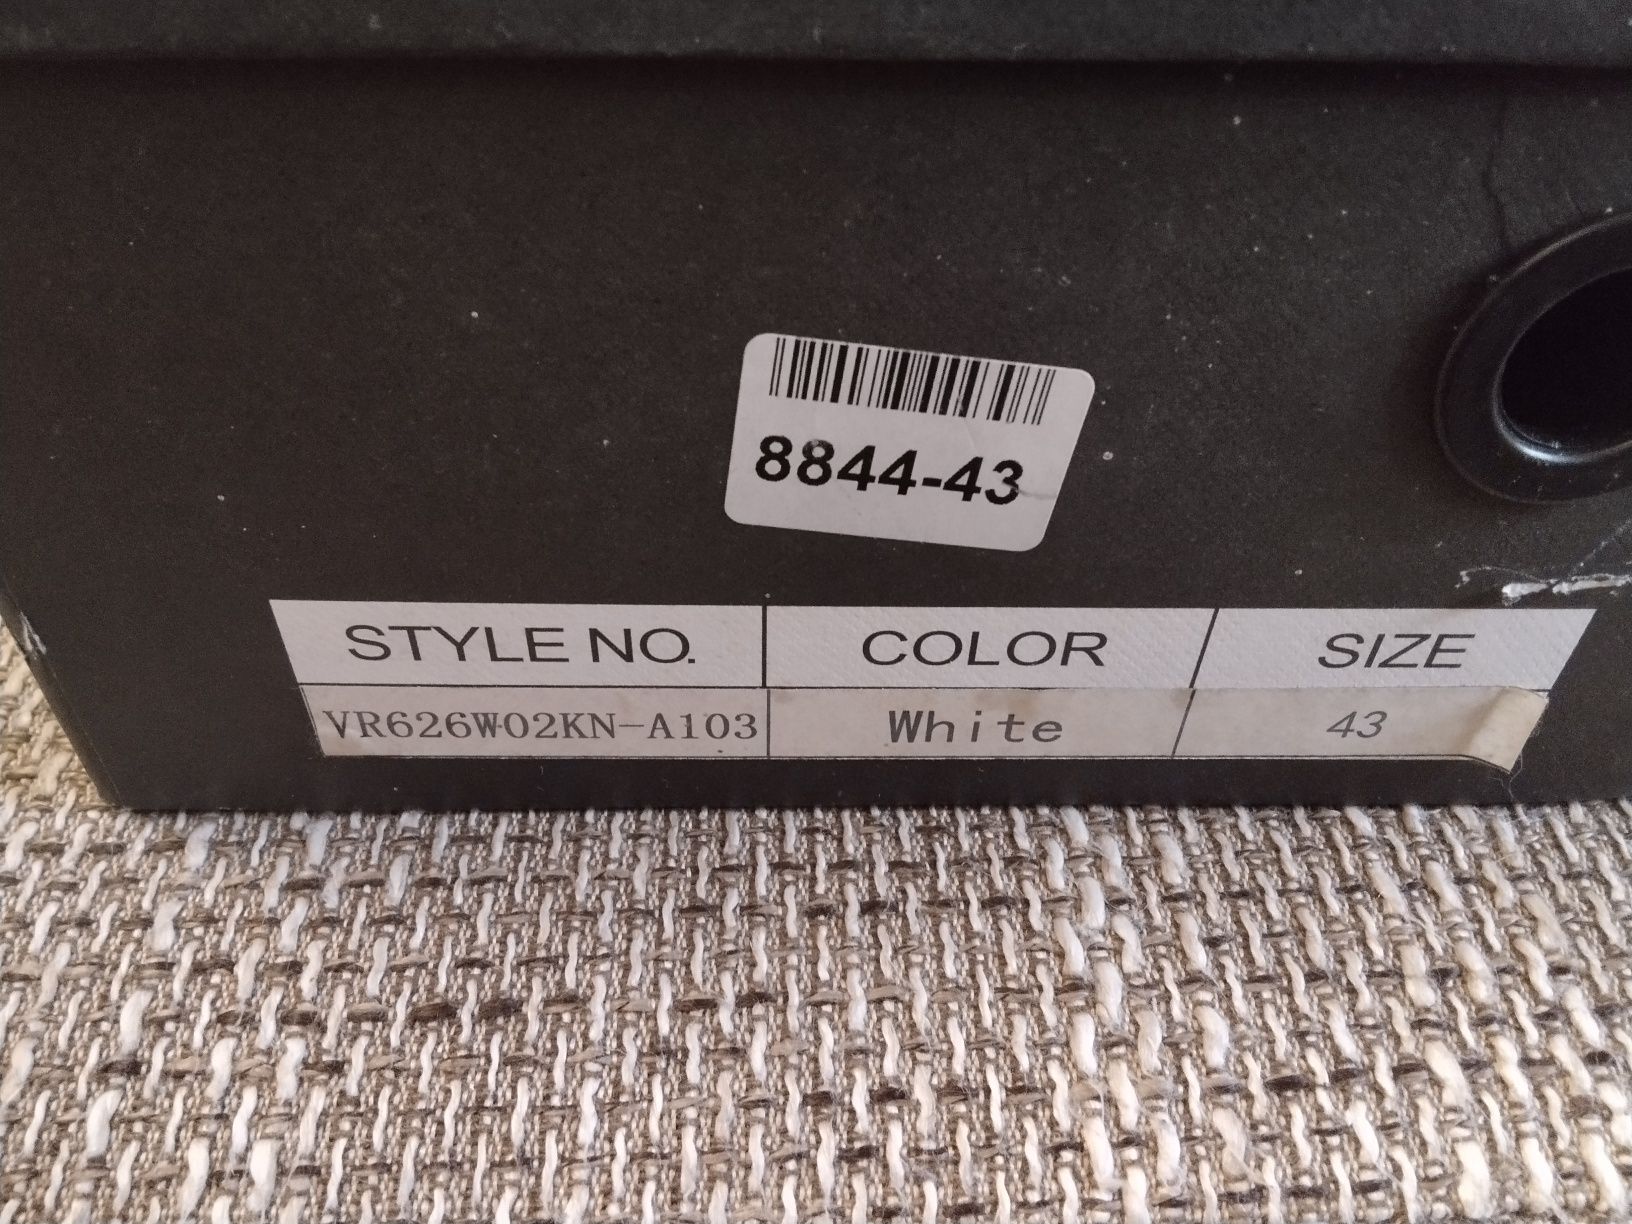 8844-43
STYLE NO. COLOR SIZE
VR626W02KN-A103 White 43